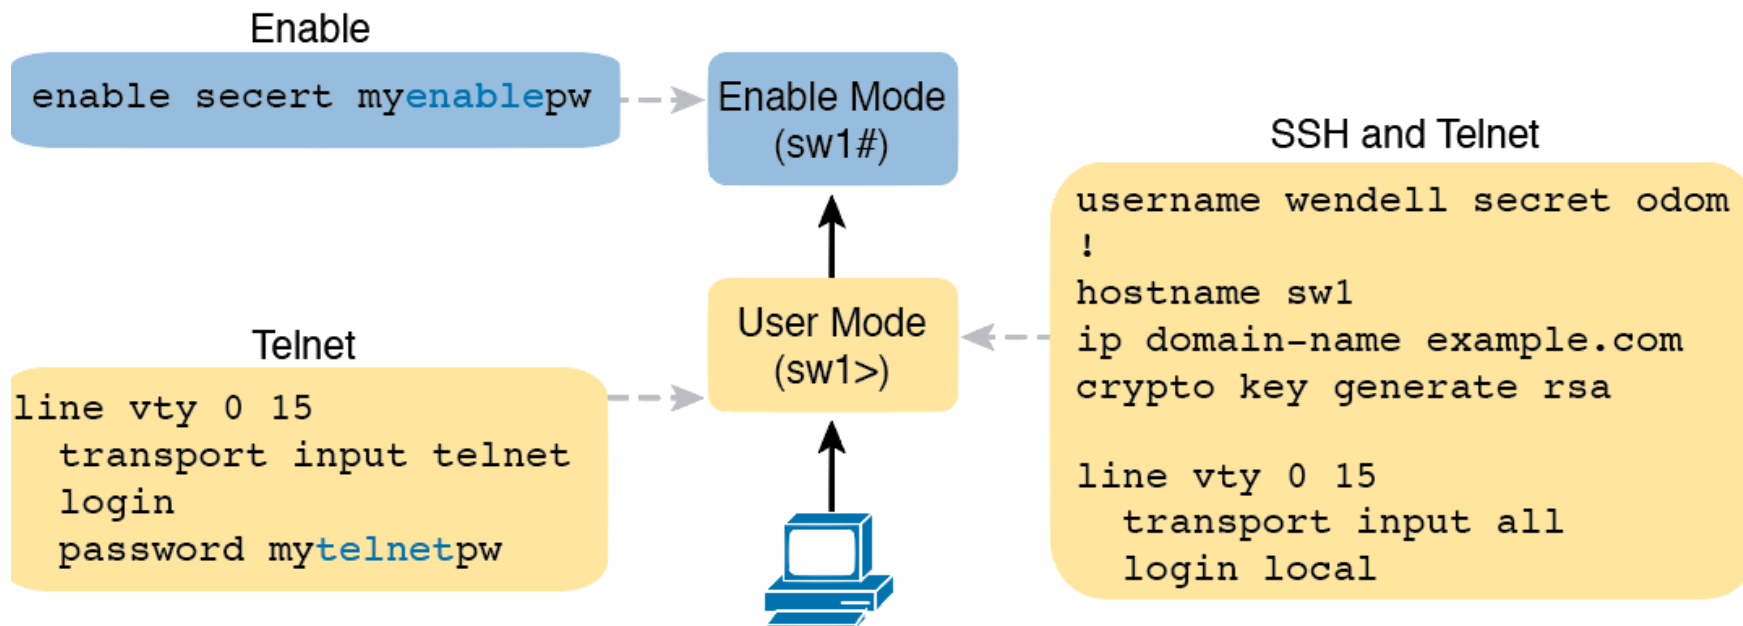 Enable
enable secert myenablepw
Enable Mode
(sw1#)
SSH and Telnet
username wendell secret odom
!
hostname sw1
ip domain-name example.com
crypto key generate rsa
line vty 0 15
transport input all
login local
User Mode
(sw1>)
Telnet
line vty 0 15
transport input telnet
login
password mytelnetpw